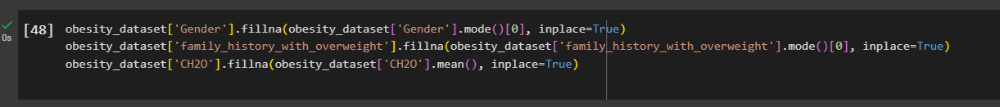 [48] obesity_dataset['Gender'].fillna(obesity_dataset['Gender'].mode()[0], inplace=True)
0s obesity_dataset['family_history_with_overweight'].fillna(obesity_dataset['family_history_with_overweight'].mode()[0], inplace=True)
obesity_dataset['CH2O'].fillna(obesity_dataset['CH2O'].mean(), inplace=True)